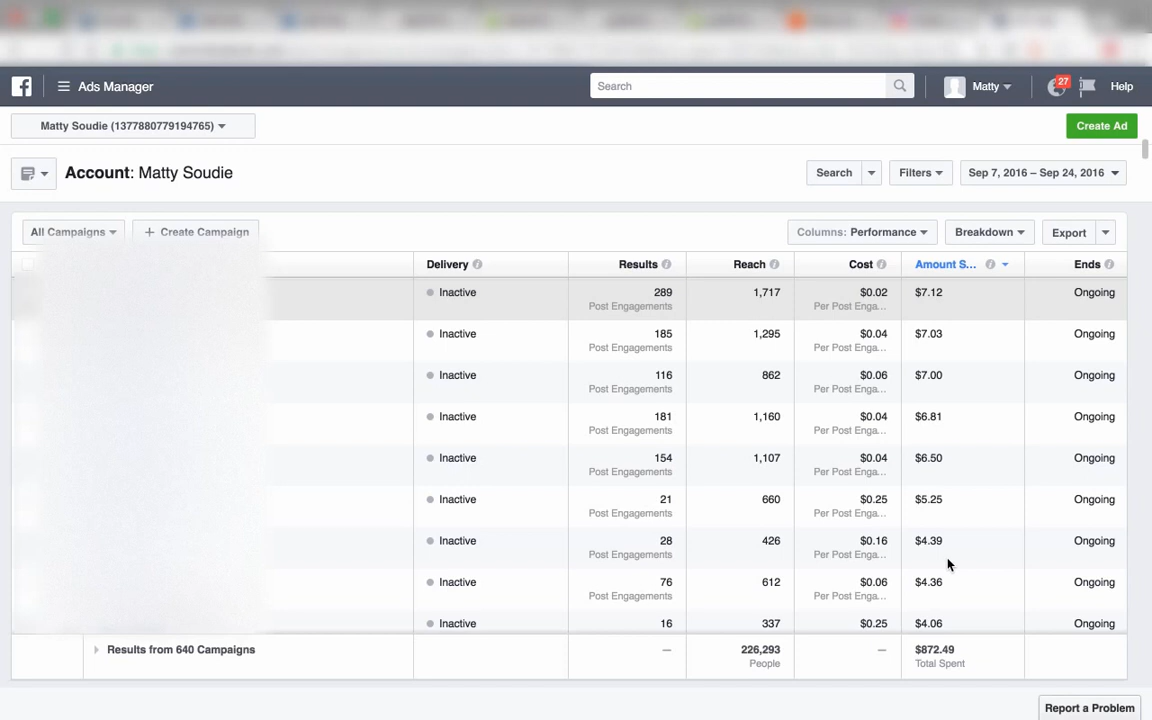 Ads Manager
Search
Matty
27
Help
Matty Soudie (1377880779194765)
Create Ad
Account: Matty Soudie
Search
Filters
Sep 7, 2016 – Sep 24, 2016
All Campaigns
+ Create Campaign
Columns: Performance
Breakdown
Export
Delivery Results Reach Cost Amount S... Ends
Inactive 289 1,717 $0.02 $7.12 Ongoing
Post Engagements Per Post Enga...
Inactive 185 1,295 $0.04 $7.03 Ongoing
Post Engagements Per Post Enga...
Inactive 116 862 $0.06 $7.00 Ongoing
Post Engagements Per Post Enga...
Inactive 181 1,160 $0.04 $6.81 Ongoing
Post Engagements Per Post Enga...
Inactive 154 1,107 $0.04 $6.50 Ongoing
Post Engagements Per Post Enga...
Inactive 21 660 $0.25 $5.25 Ongoing
Post Engagements Per Post Enga...
Inactive 28 426 $0.16 $4.39 Ongoing
Post Engagements Per Post Enga...
Inactive 76 612 $0.06 $4.36 Ongoing
Post Engagements Per Post Enga...
Inactive 16 337 $0.25 $4.06 Ongoing
Results from 640 Campaigns — 226,293 — $872.49
People Total Spent
Report a Problem